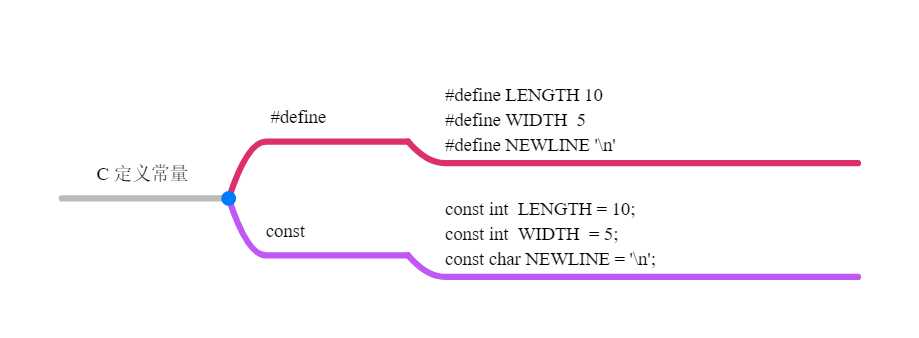 C 定义常量
#define
#define LENGTH 10
#define WIDTH  5
#define NEWLINE '\n'
const
const int  LENGTH = 10;
const int  WIDTH  = 5;
const char NEWLINE = '\n';